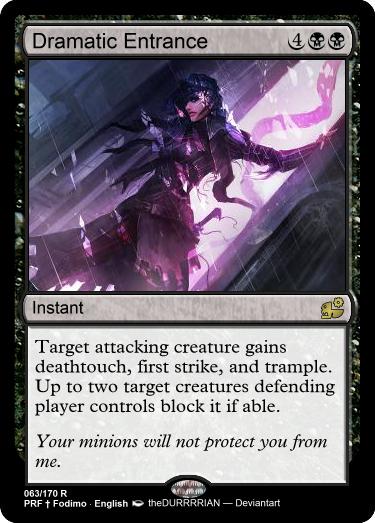 Dramatic Entrance 4
Instant
Target attacking creature gains
deathtouch, first strike, and trample.
Up to two target creatures defending
player controls block it if able.
Your minions will not protect you from
me.
063/170 R
PRF † Fodimo · English theDURRRRIAN — Deviantart